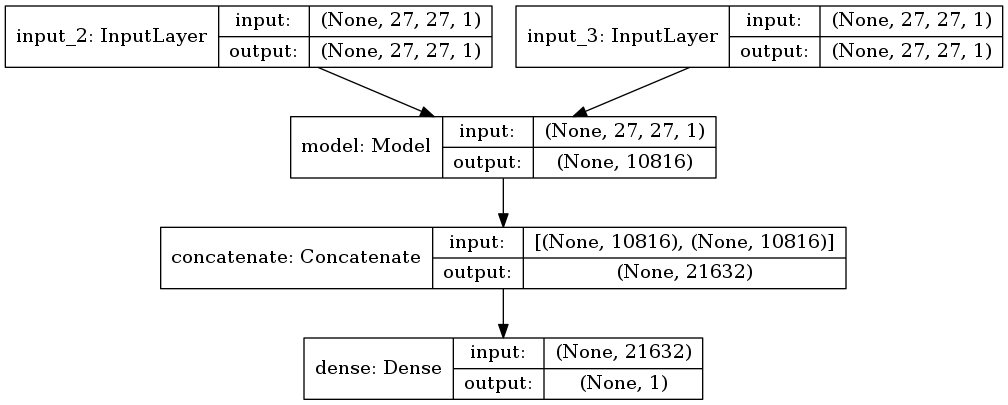 input_2: InputLayer
input: (None, 27, 27, 1)
output: (None, 27, 27, 1)
input_3: InputLayer
input: (None, 27, 27, 1)
output: (None, 27, 27, 1)
model: Model
input: (None, 27, 27, 1)
output: (None, 10816)
concatenate: Concatenate
input: [(None, 10816), (None, 10816)]
output: (None, 21632)
dense: Dense
input: (None, 21632)
output: (None, 1)